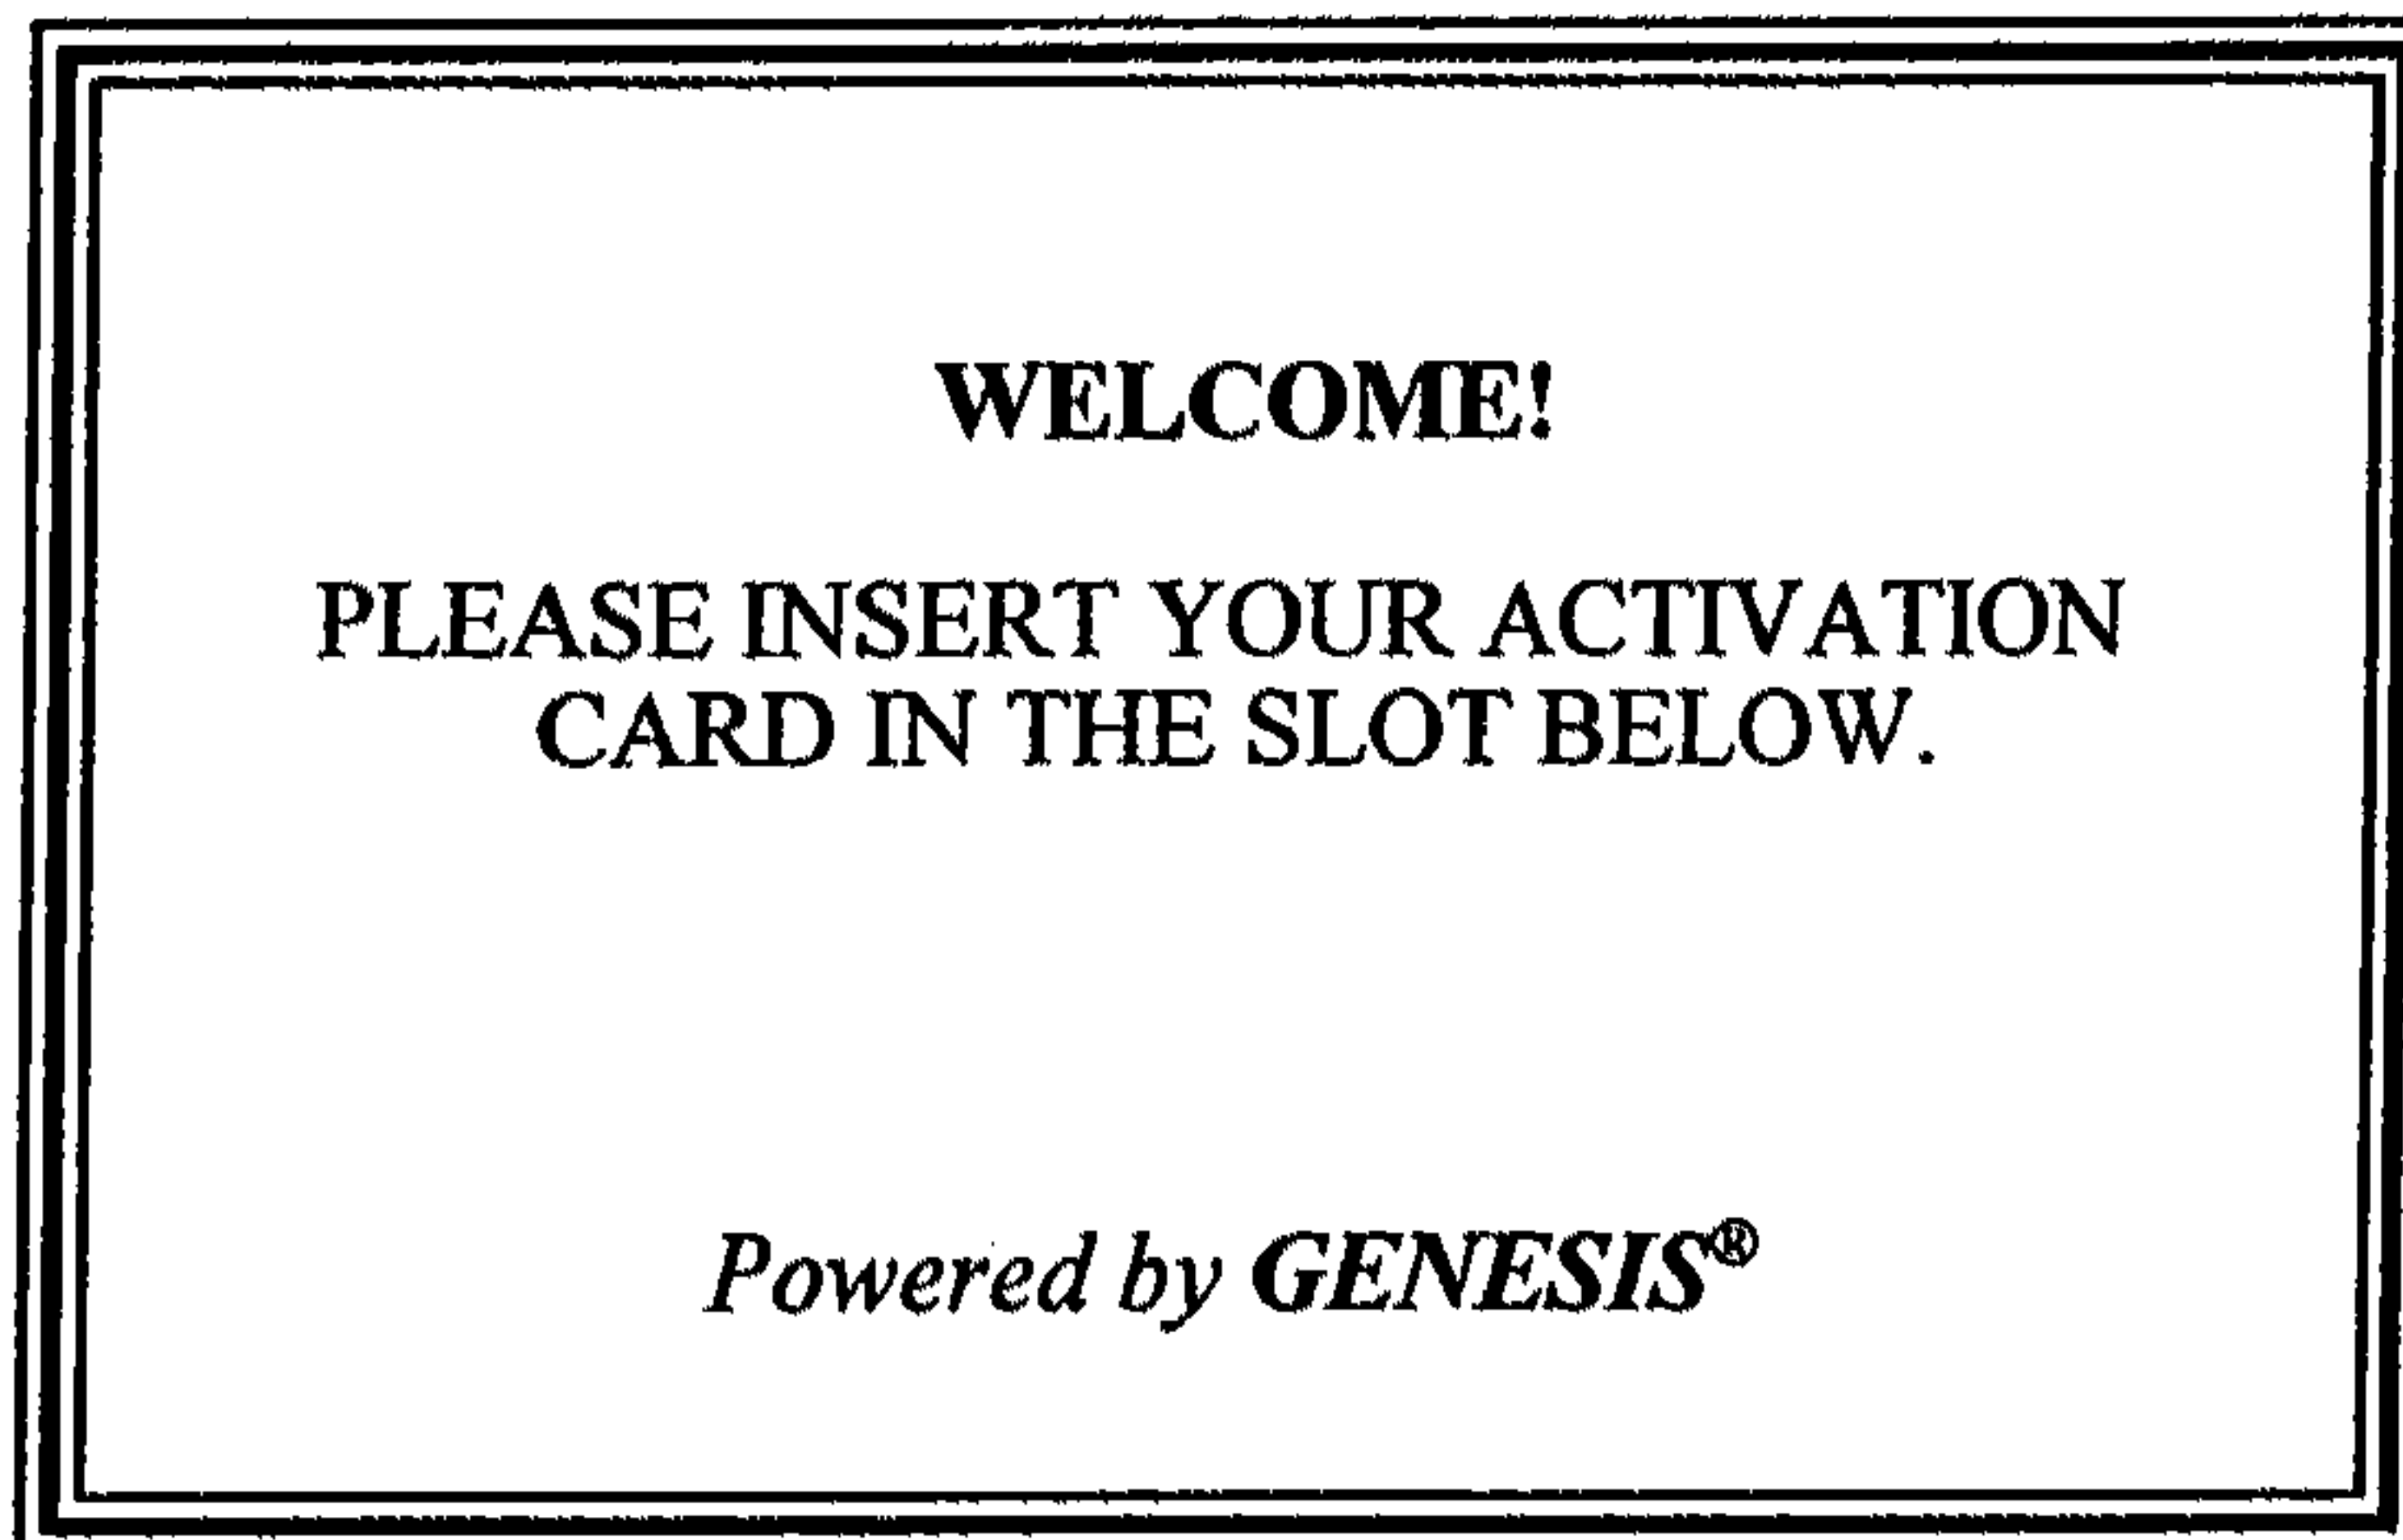 WELCOME!
PLEASE INSERT YOUR ACTIVATION
CARD IN THE SLOT BELOW.
Powered by GENESIS®